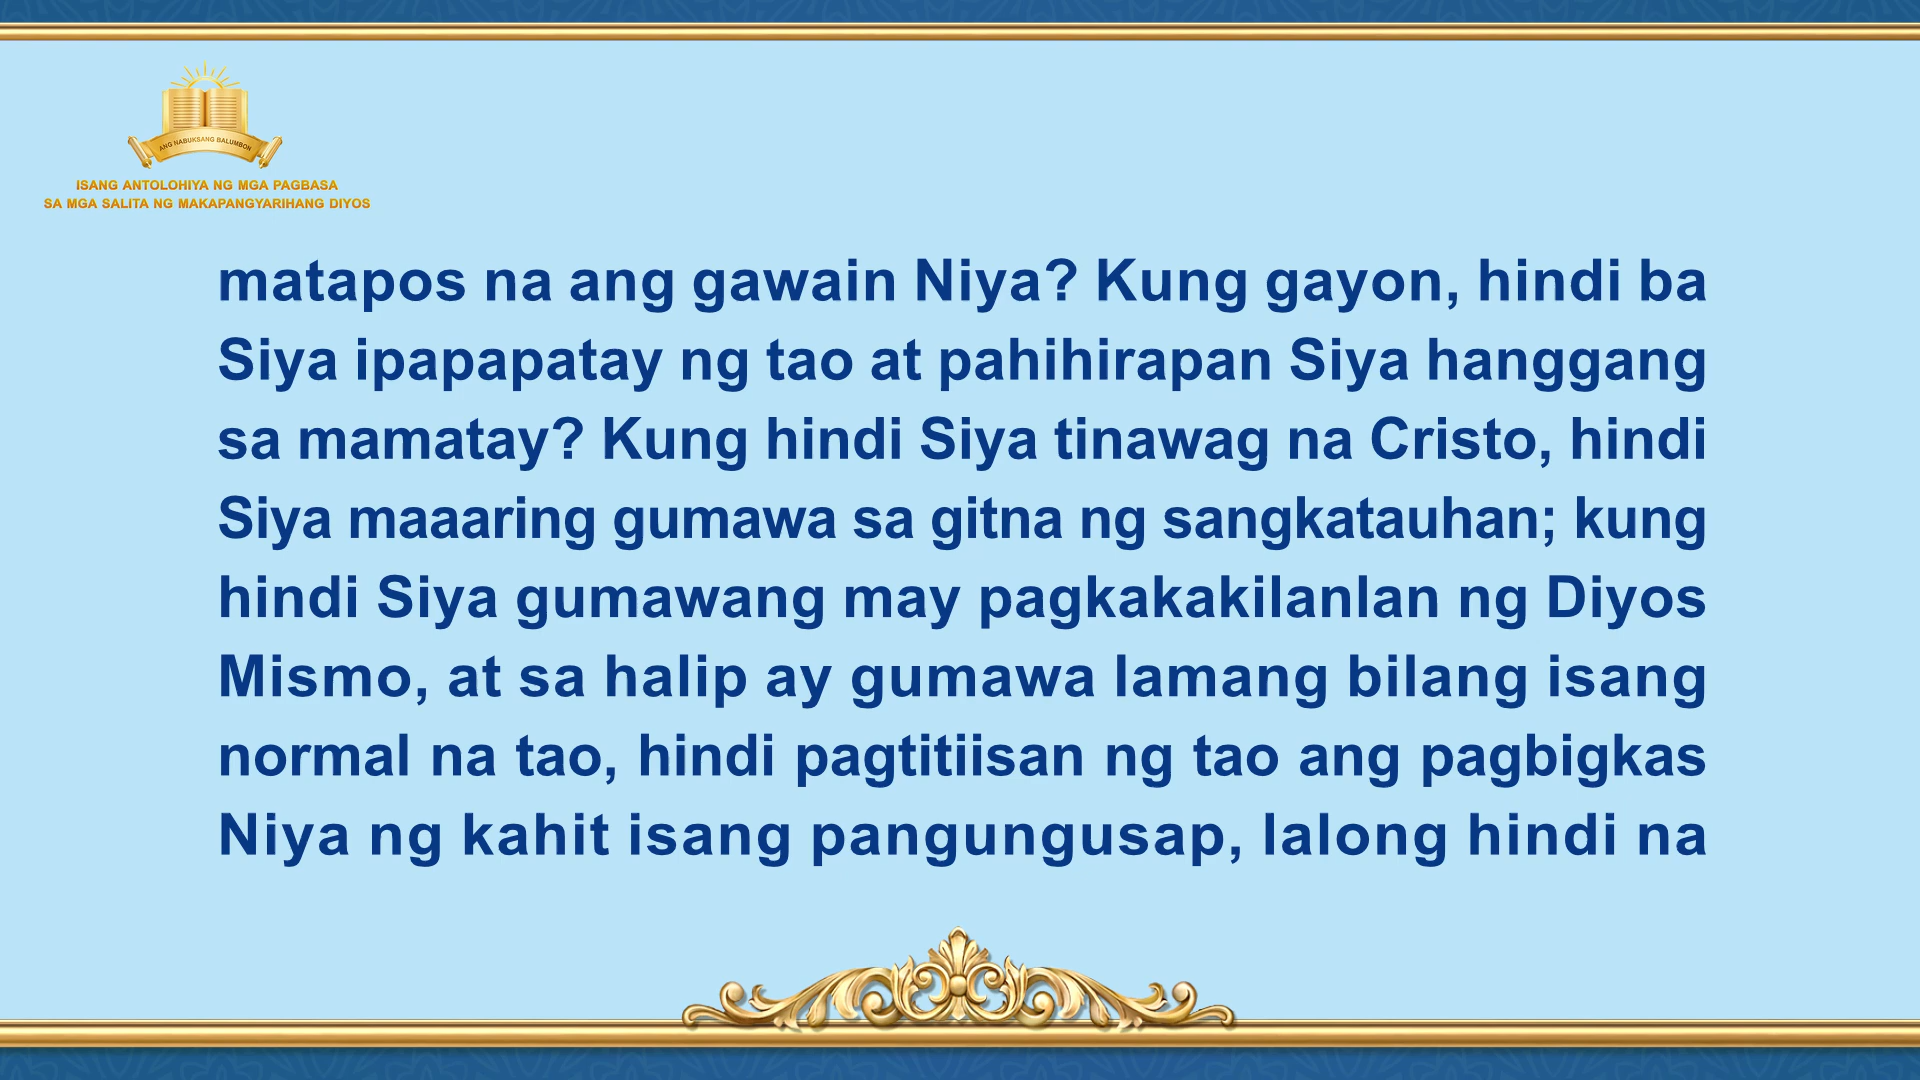 ANG NABUKSANG BALUMBON
ISANG ANTOLOHIYA NG MGA PAGBASA
SA MGA SALITA NG MAKAPANGYARIHANG DIYOS
matapos na ang gawain Niya? Kung gayon, hindi ba
Siya ipapapatay ng tao at pahihirapan Siya hanggang
sa mamatay? Kung hindi Siya tinawag na Cristo, hindi
Siya maaaring gumawa sa gitna ng sangkatauhan; kung
hindi Siya gumawang may pagkakakilanlan ng Diyos
Mismo, at sa halip ay gumawa lamang bilang isang
normal na tao, hindi pagtitiisan ng tao ang pagbigkas
Niya ng kahit isang pangungusap, lalong hindi na